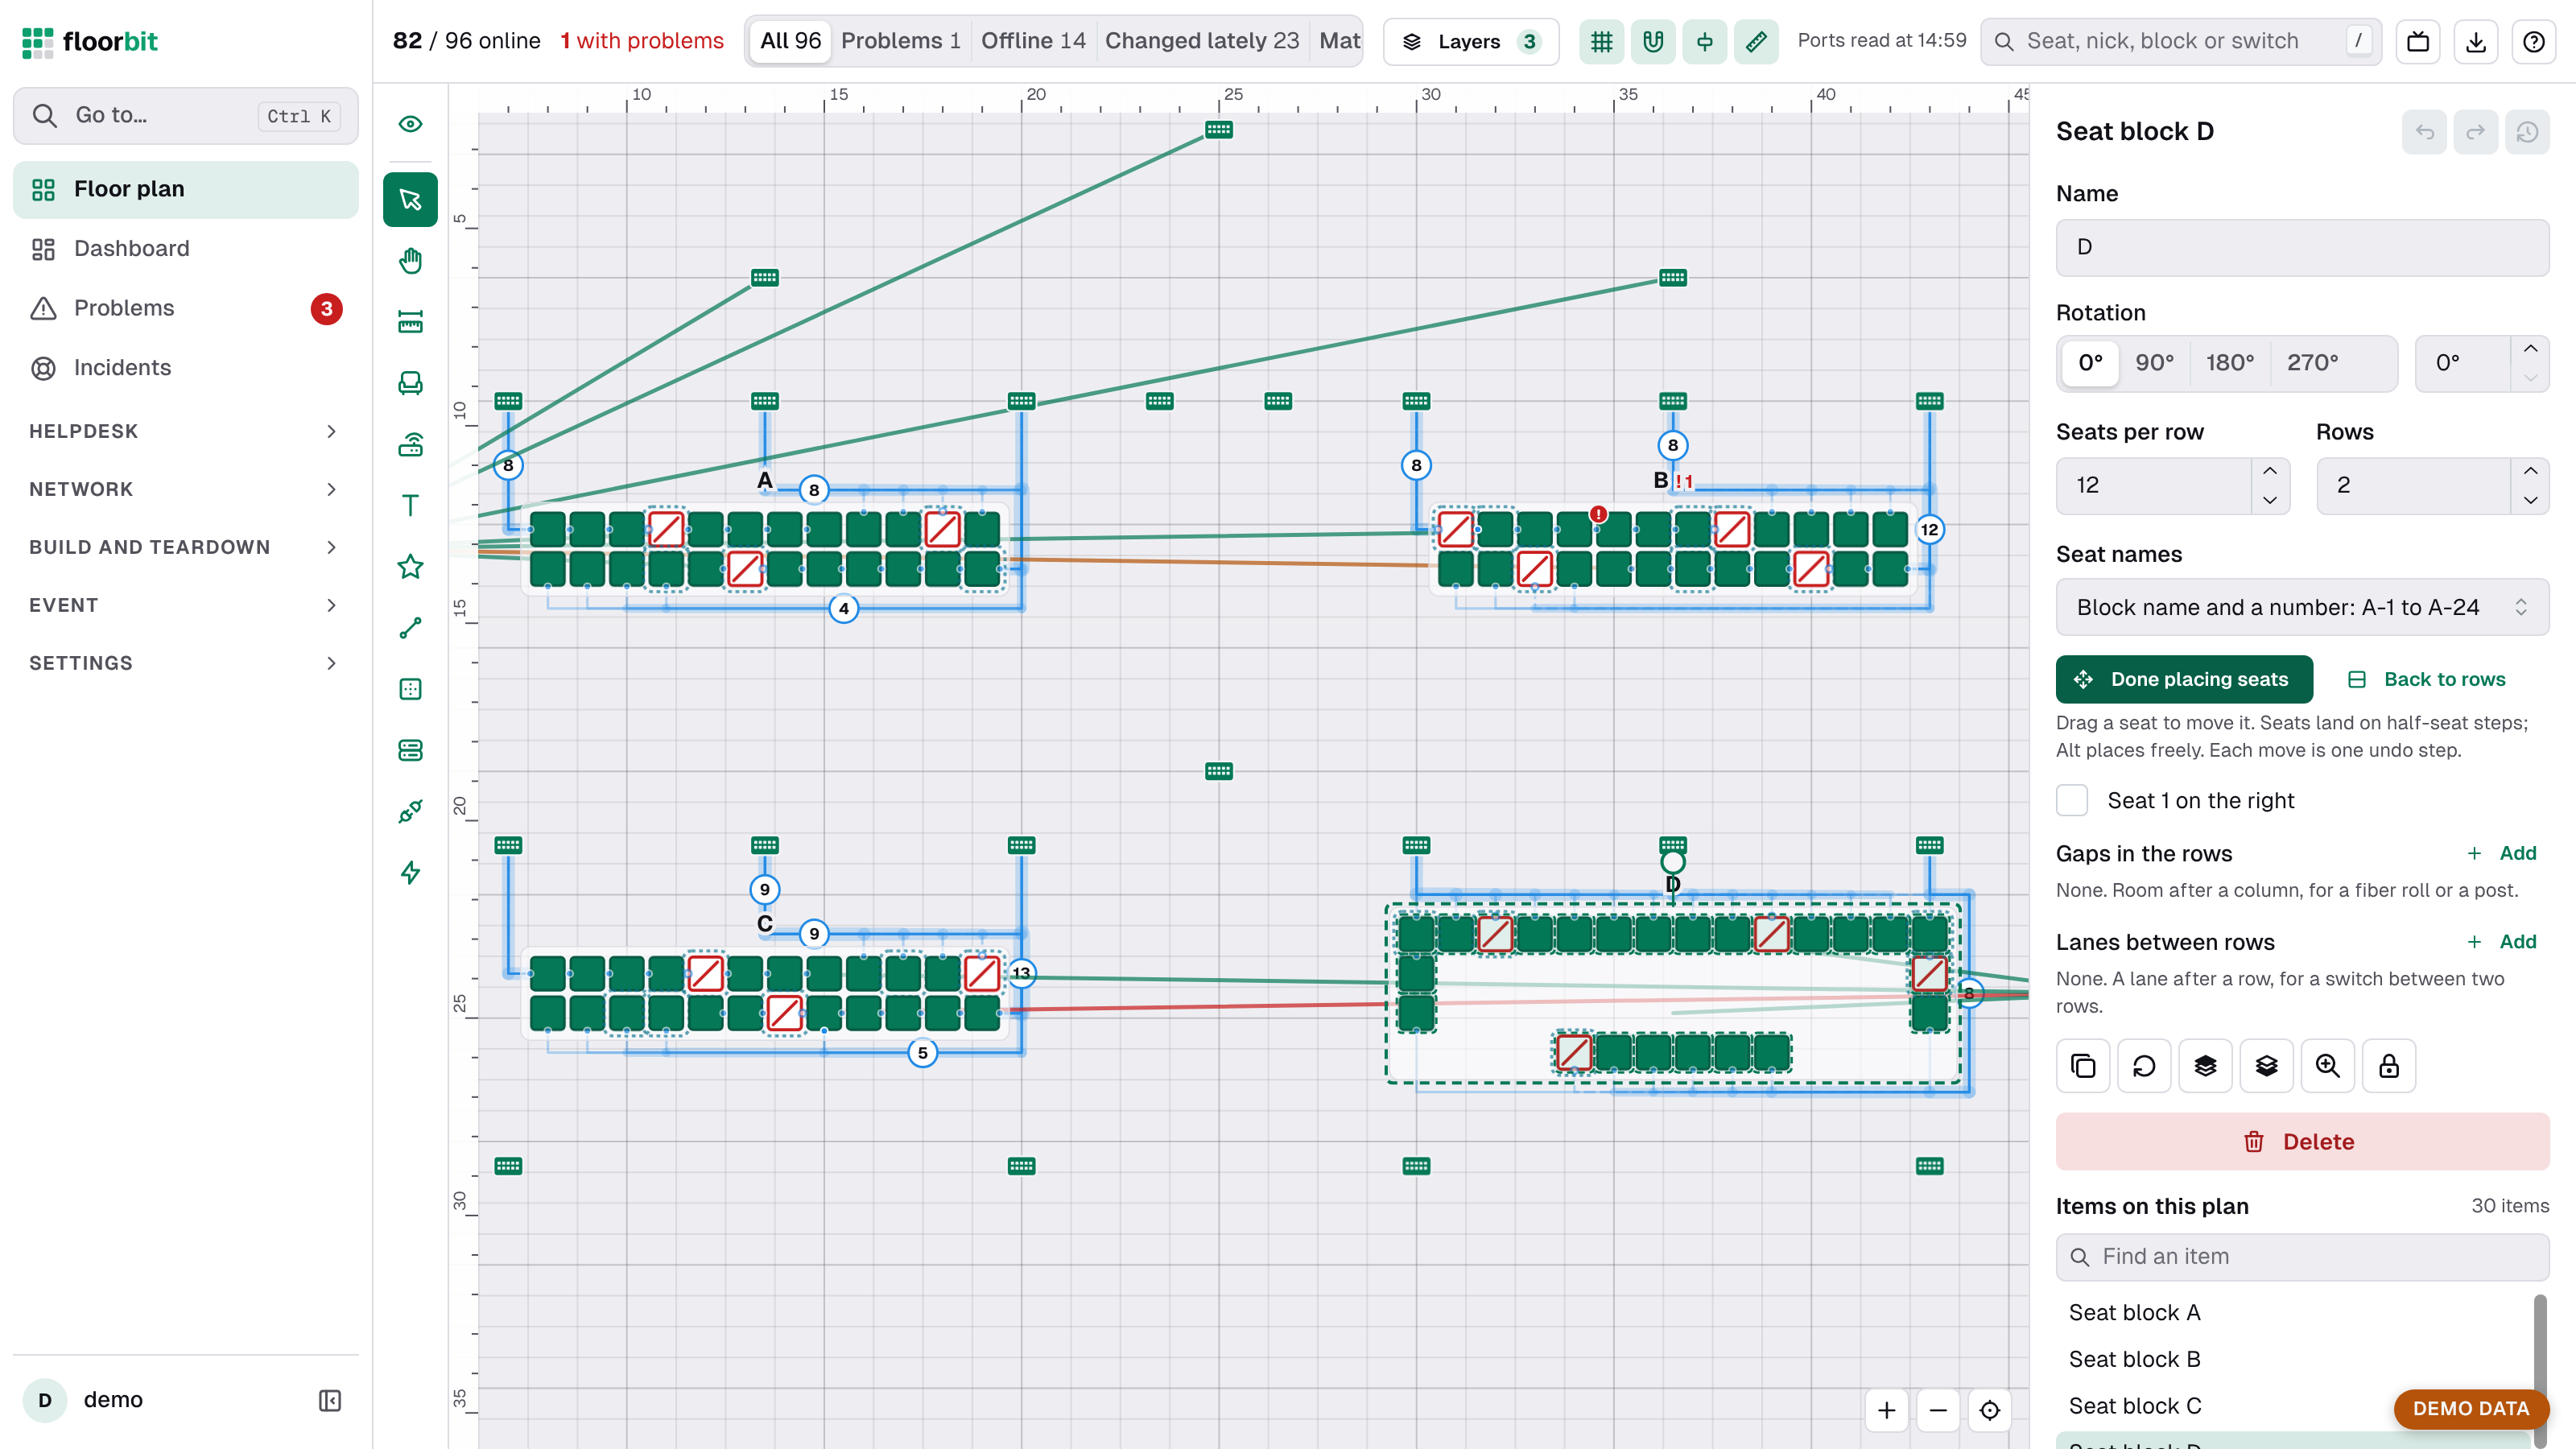 floorbit
Go to...
Ctrl K
Floor plan
Dashboard
Problems
3
Incidents
HELPDESK
NETWORK
BUILD AND TEARDOWN
EVENT
SETTINGS
D
demo
82 / 96 online
1 with problems
All 96
Problems 1
Offline 14
Changed lately 23
Mat
Layers
3
Ports read at 14:59
Seat, nick, block or switch
/
10
15
20
25
30
35
40
45
5
10
15
20
25
30
35
8
A
8
4
8
8
B !1
!
12
9
C
9
13
5
D
8
Seat block D
Name
D
Rotation
0°
90°
180°
270°
0°
Seats per row
Rows
12
2
Seat names
Block name and a number: A-1 to A-24
Done placing seats
Back to rows
Drag a seat to move it. Seats land on half-seat steps;
Alt places freely. Each move is one undo step.
Seat 1 on the right
Gaps in the rows
+ Add
None. Room after a column, for a fiber roll or a post.
Lanes between rows
+ Add
None. A lane after a row, for a switch between two
rows.
Delete
Items on this plan
30 items
Find an item
Seat block A
Seat block B
Seat block C
Seat block D
DEMO DATA